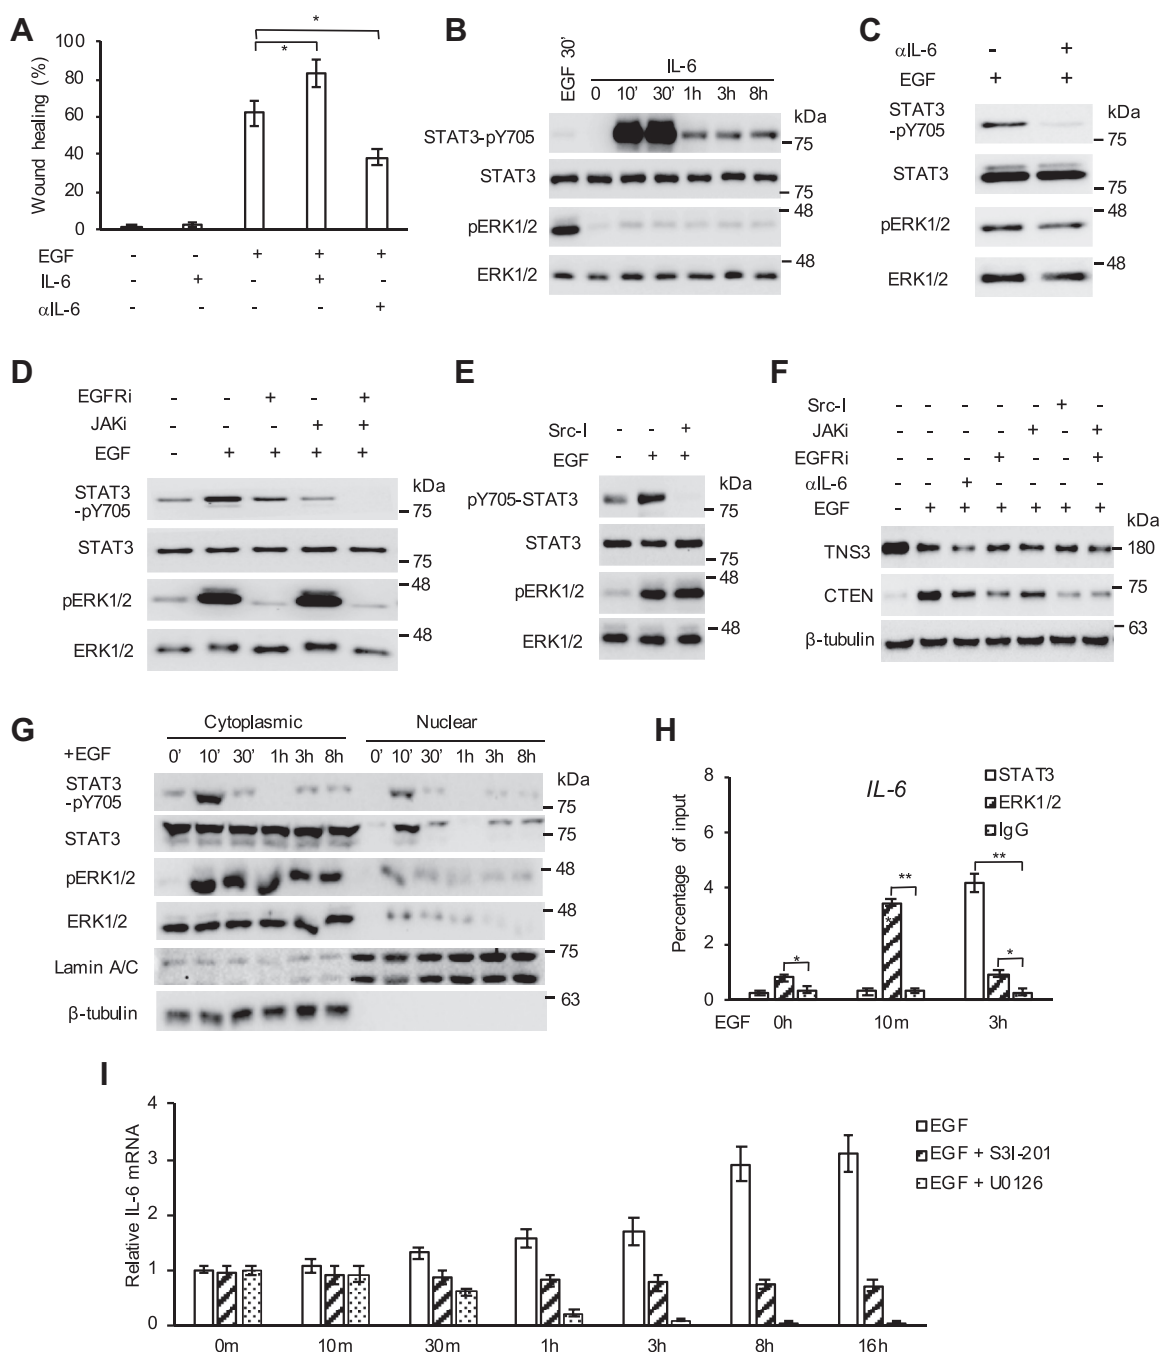 A
100
80
60
40
20
0
Wound healing (%)
*
*
EGF - - + + +
IL-6 - + - + -
αIL-6 - - - - +
B
EGF 30'
IL-6
0 10' 30' 1h 3h 8h
kDa
STAT3-pY705
75
STAT3
75
pERK1/2
48
ERK1/2
48
C
αIL-6 - +
EGF + +
kDa
STAT3
-pY705
75
STAT3
75
pERK1/2
48
ERK1/2
48
D
EGFRi - - + - +
JAKi - - - + +
EGF - + + + +
kDa
STAT3
-pY705
75
STAT3
75
pERK1/2
48
ERK1/2
48
E
Src-I - - +
EGF - + +
kDa
pY705-STAT3
75
STAT3
75
pERK1/2
48
ERK1/2
48
F
Src-I - - - - - + -
JAKi - - - - + - +
EGFRi - - - + - - +
αIL-6 - - + - - - -
EGF - + + + + + +
kDa
TNS3
180
CTEN
75
β-tubulin
63
G
Cytoplasmic Nuclear
+EGF 0' 10' 30' 1h 3h 8h 0' 10' 30' 1h 3h 8h
kDa
STAT3
-pY705
75
STAT3
75
pERK1/2
48
ERK1/2
48
Lamin A/C
75
β-tubulin
63
H
IL-6
STAT3
ERK1/2
IgG
8
6
4
2
0
Percentage of input
*
**
*
**
*
EGF 0h 10m 3h
I
4
3
2
1
0
Relative IL-6 mRNA
EGF
EGF + S3I-201
EGF + U0126
0m 10m 30m 1h 3h 8h 16h